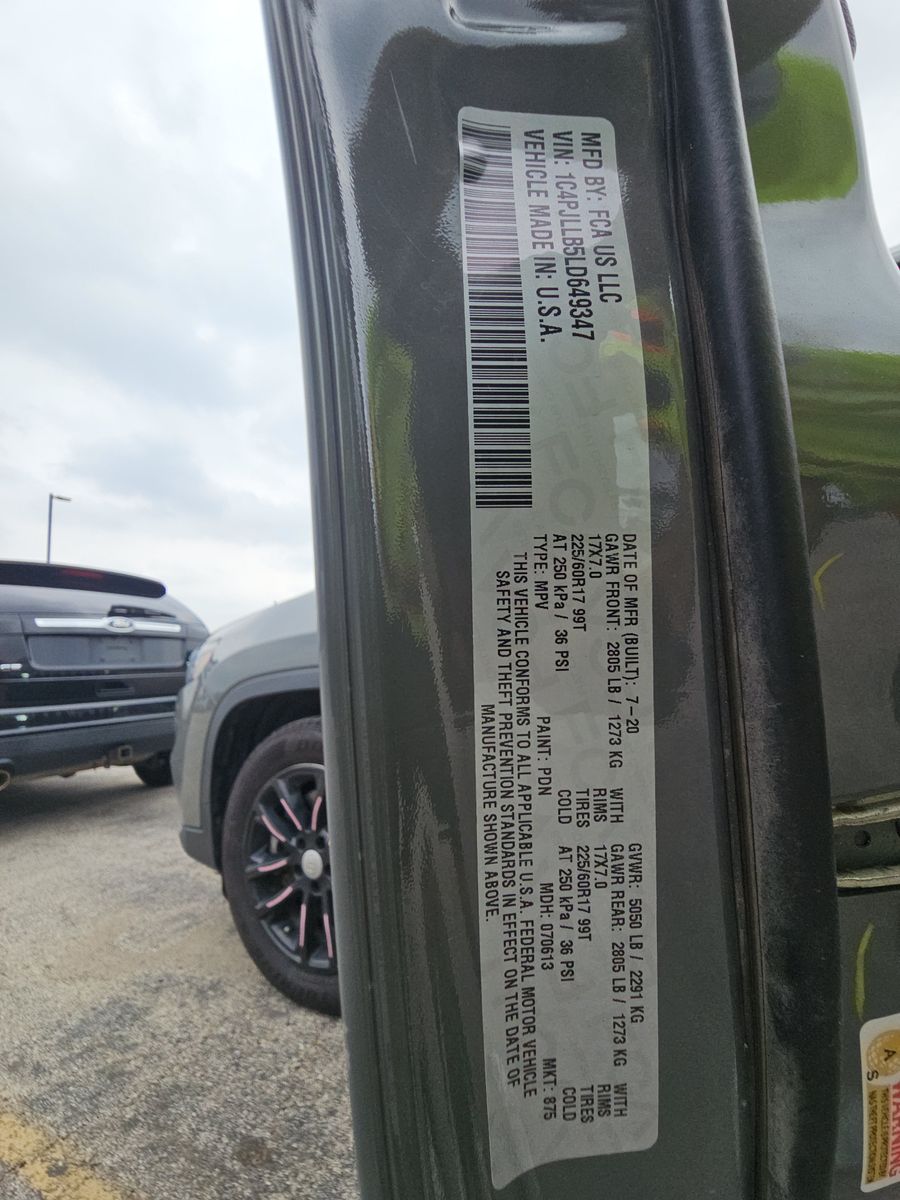 MFD BY: FCA US LLC
VIN: 1C4PJLLB5LD649347
VEHICLE MADE IN: U.S.A.
DATE OF MFR (BUILT): 7-20 GVWR: 5050 LB / 2291 KG
GAWR FRONT: 2805 LB / 1273 KG WITH GAWR REAR: 2805 LB / 1273 KG WITH
17X7.0 RIMS 17X7.0 RIMS
225/60R17 99T TIRES 225/60R17 99T TIRES
AT 250 kPa / 36 PSI COLD AT 250 kPa / 36 PSI COLD
TYPE: MPV PAINT: PDN MDH: 070613 MKT: 875
THIS VEHICLE CONFORMS TO ALL APPLICABLE U.S.A. FEDERAL MOTOR VEHICLE
SAFETY AND THEFT PREVENTION STANDARDS IN EFFECT ON THE DATE OF
MANUFACTURE SHOWN ABOVE.
A
S
WARNING